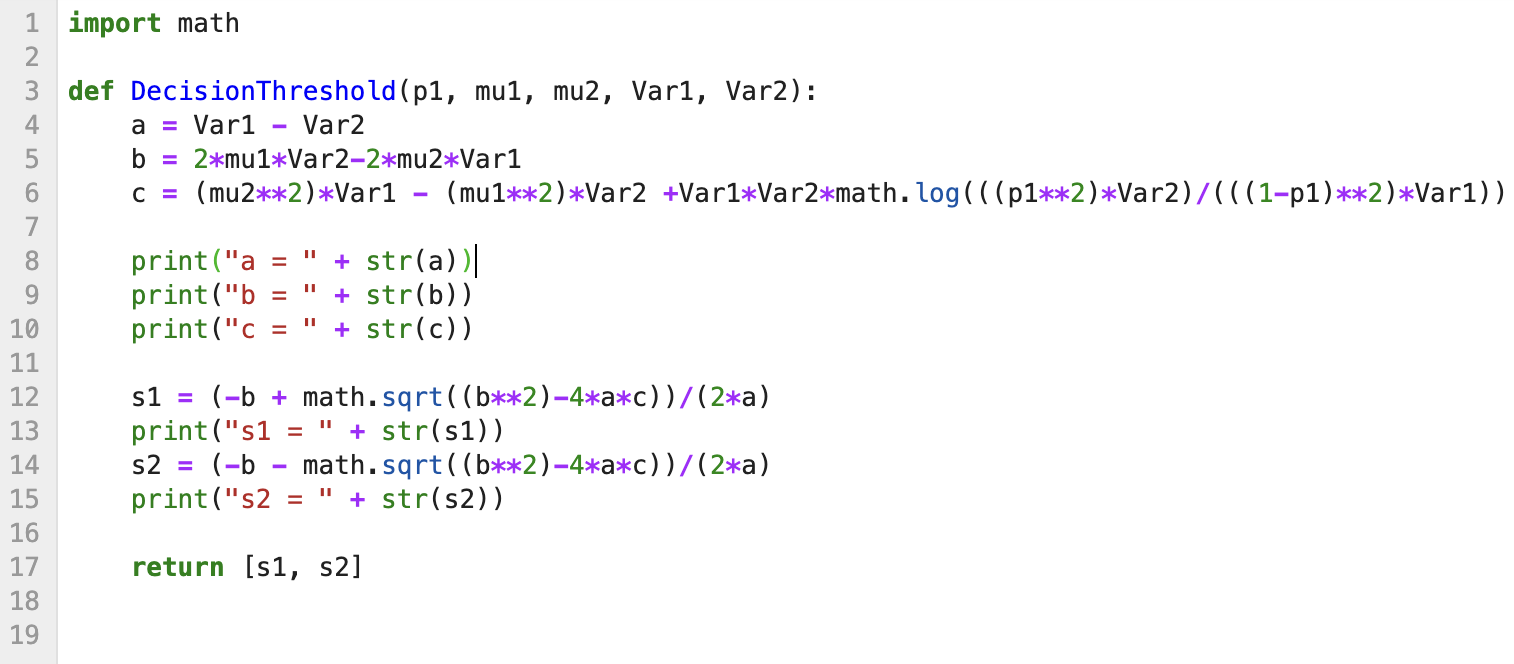 1 import math
2
3 def DecisionThreshold(p1, mu1, mu2, Var1, Var2):
4     a = Var1 - Var2
5     b = 2*mu1*Var2-2*mu2*Var1
6     c = (mu2**2)*Var1 - (mu1**2)*Var2 +Var1*Var2*math.log(((p1**2)*Var2)/(((1-p1)**2)*Var1))
7
8     print("a = " + str(a))
9     print("b = " + str(b))
10     print("c = " + str(c))
11
12     s1 = (-b + math.sqrt((b**2)-4*a*c))/(2*a)
13     print("s1 = " + str(s1))
14     s2 = (-b - math.sqrt((b**2)-4*a*c))/(2*a)
15     print("s2 = " + str(s2))
16
17     return [s1, s2]
18
19